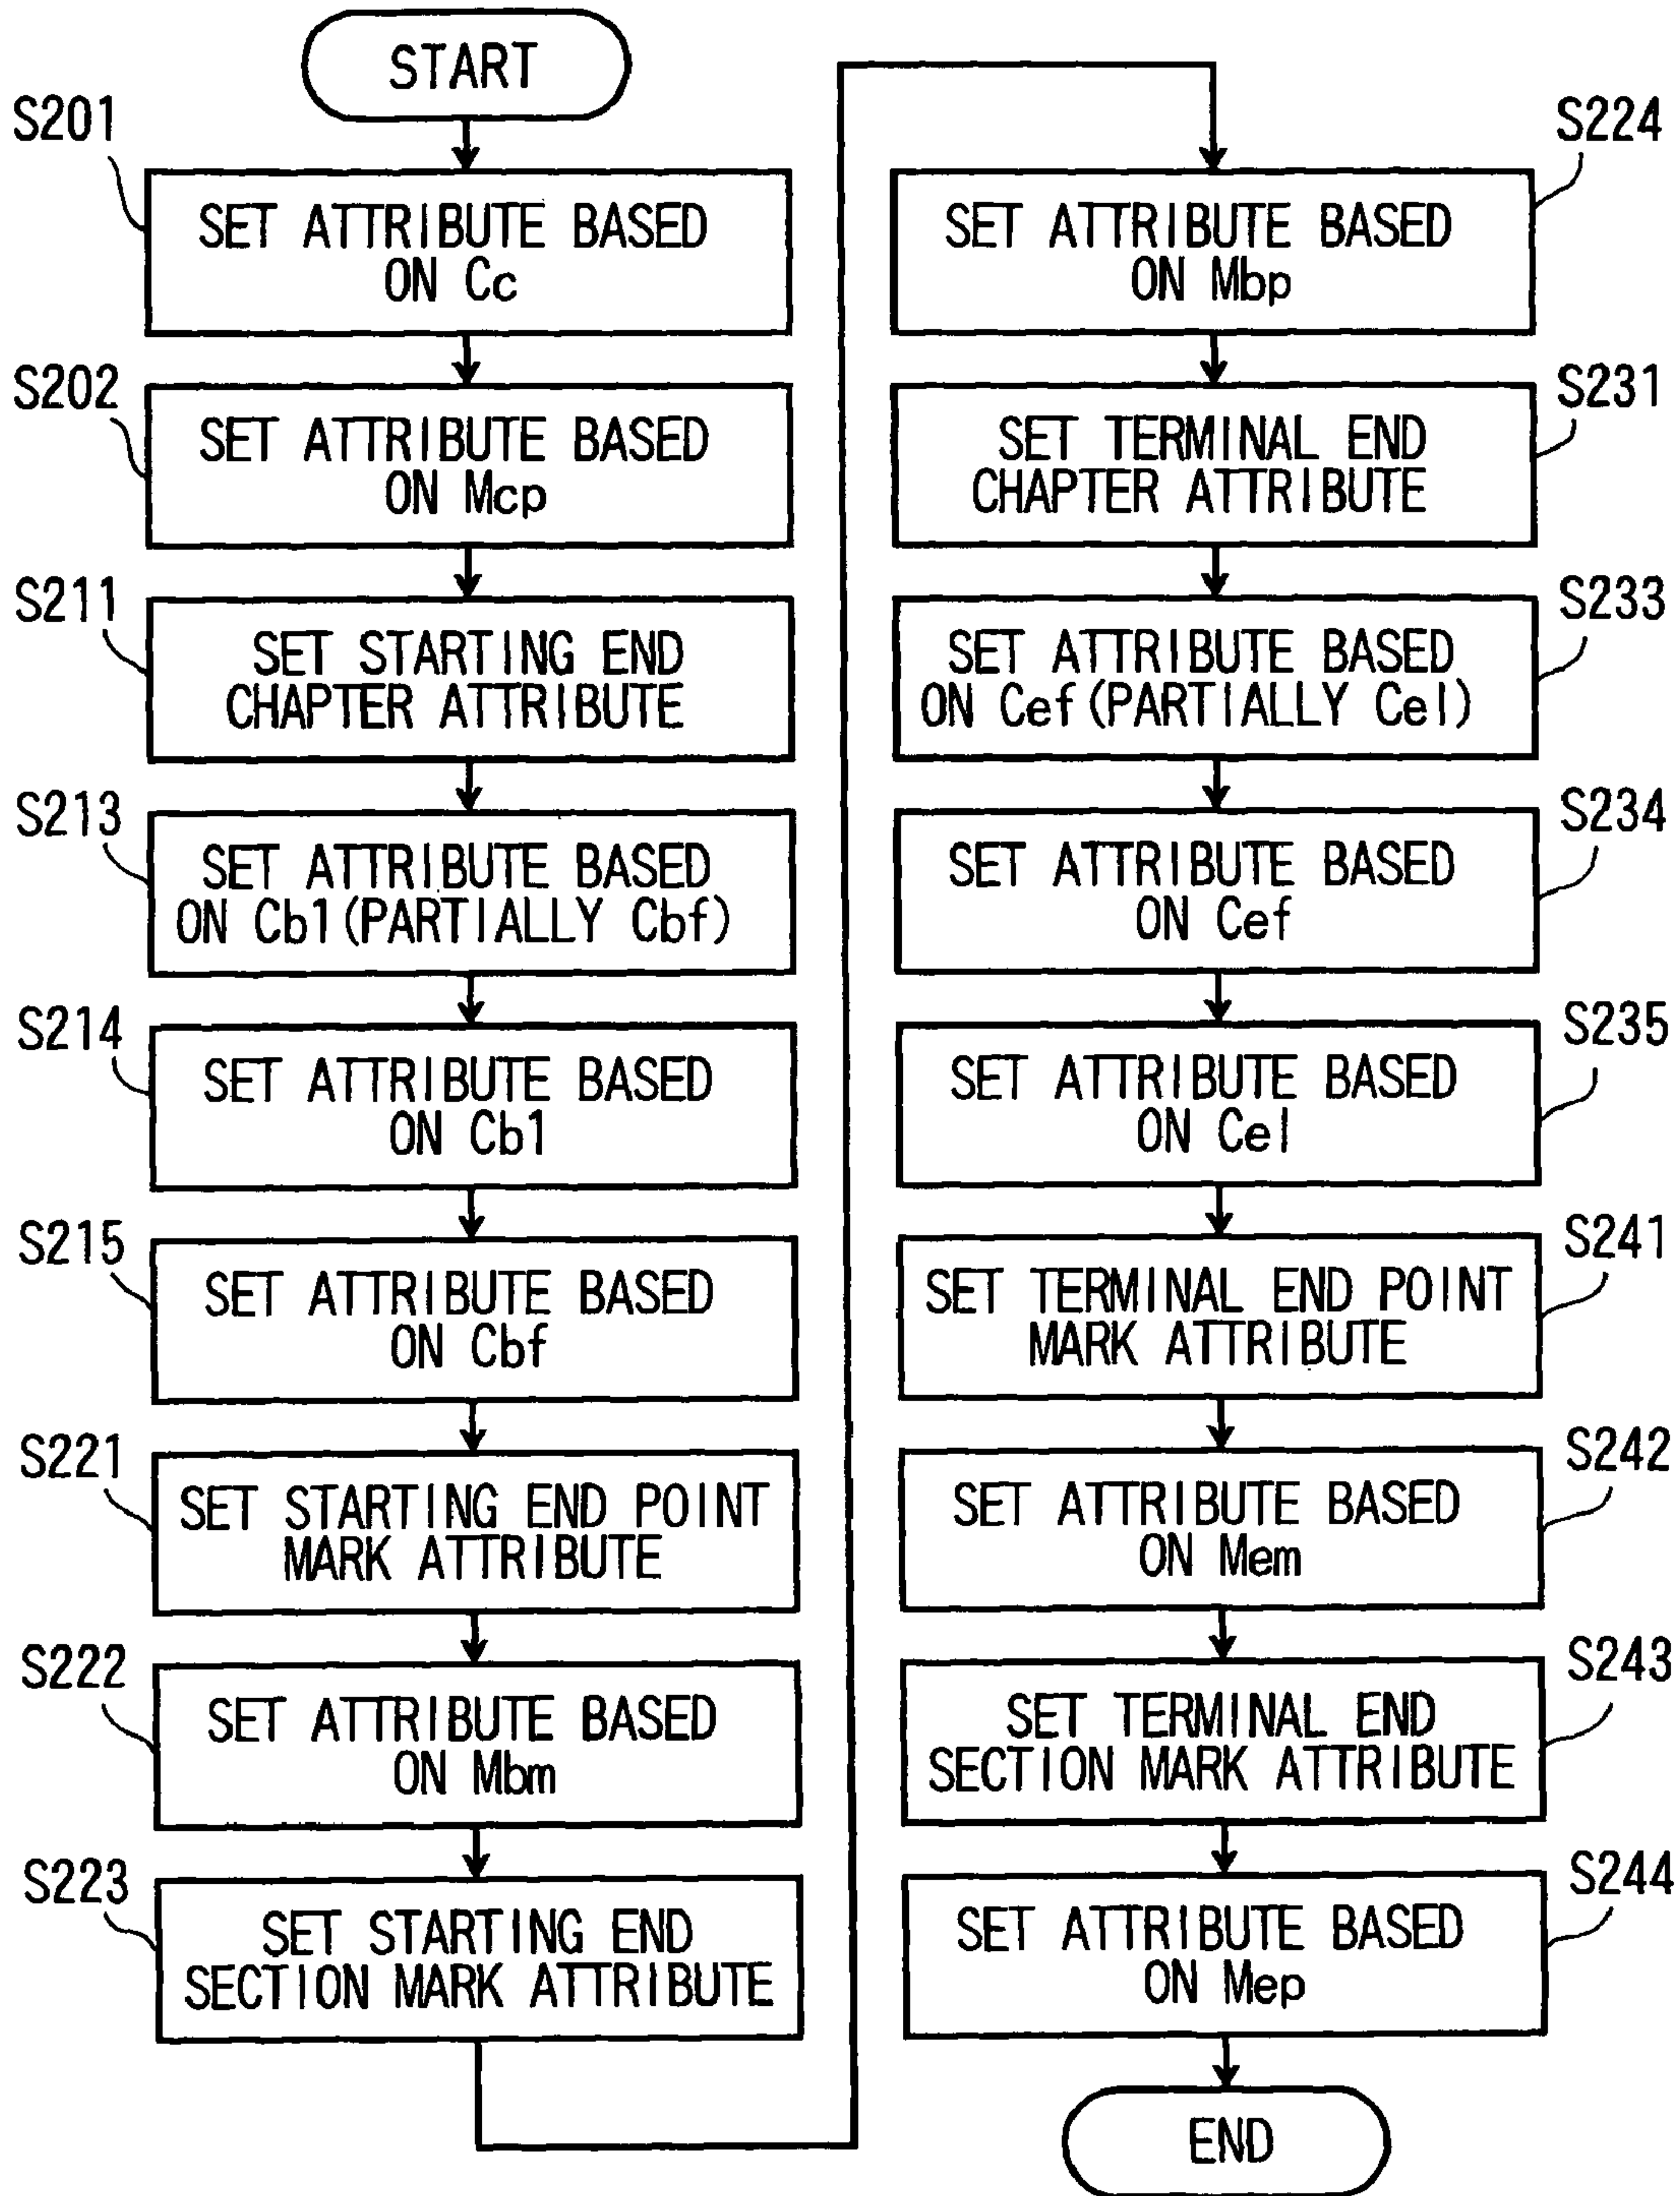 START
S201
SET ATTRIBUTE BASED
ON Cc
S202
SET ATTRIBUTE BASED
ON Mcp
S211
SET STARTING END
CHAPTER ATTRIBUTE
S213
SET ATTRIBUTE BASED
ON Cb1(PARTIALLY Cbf)
S214
SET ATTRIBUTE BASED
ON Cb1
S215
SET ATTRIBUTE BASED
ON Cbf
S221
SET STARTING END POINT
MARK ATTRIBUTE
S222
SET ATTRIBUTE BASED
ON Mbm
S223
SET STARTING END
SECTION MARK ATTRIBUTE
S224
SET ATTRIBUTE BASED
ON Mbp
S231
SET TERMINAL END
CHAPTER ATTRIBUTE
S233
SET ATTRIBUTE BASED
ON Cef(PARTIALLY Cel)
S234
SET ATTRIBUTE BASED
ON Cef
S235
SET ATTRIBUTE BASED
ON Cel
S241
SET TERMINAL END POINT
MARK ATTRIBUTE
S242
SET ATTRIBUTE BASED
ON Mem
S243
SET TERMINAL END
SECTION MARK ATTRIBUTE
S244
SET ATTRIBUTE BASED
ON Mep
END